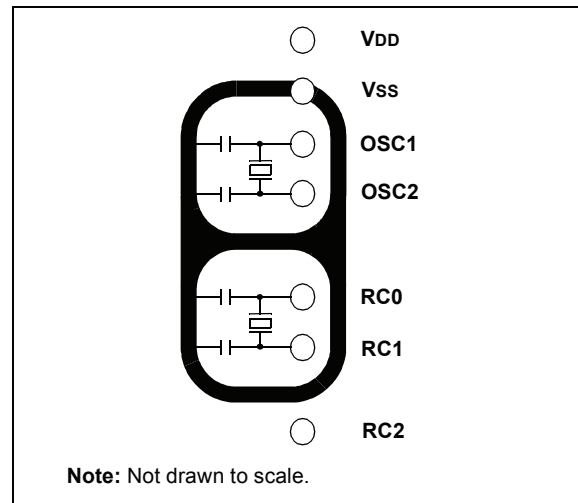 VDD
VSS
OSC1
OSC2
RC0
RC1
RC2
Note: Not drawn to scale.